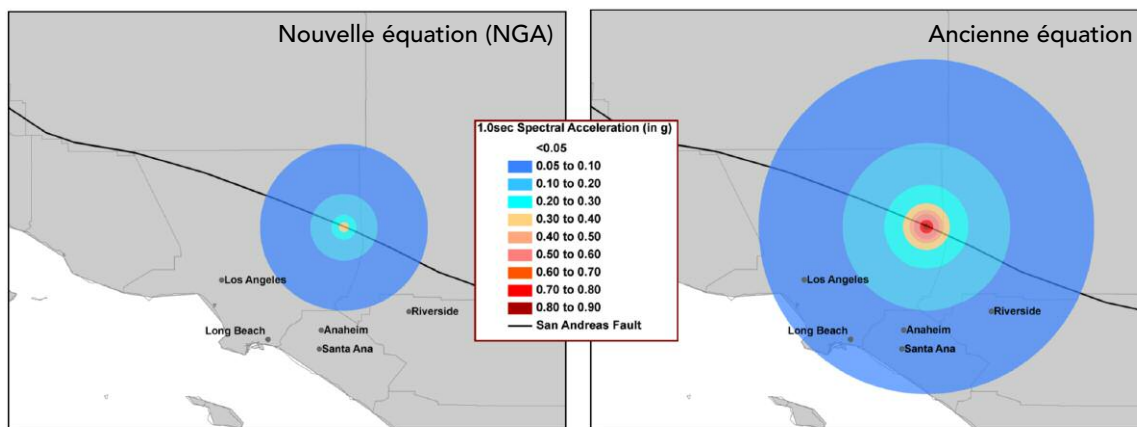 Nouvelle équation (NGA)
Los Angeles
Riverside
Long Beach
Anaheim
Santa Ana
1.0sec Spectral Acceleration (in g)
<0.05
0.05 to 0.10
0.10 to 0.20
0.20 to 0.30
0.30 to 0.40
0.40 to 0.50
0.50 to 0.60
0.60 to 0.70
0.70 to 0.80
0.80 to 0.90
San Andreas Fault
Ancienne équation
Los Angeles
Riverside
Long Beach
Anaheim
Santa Ana